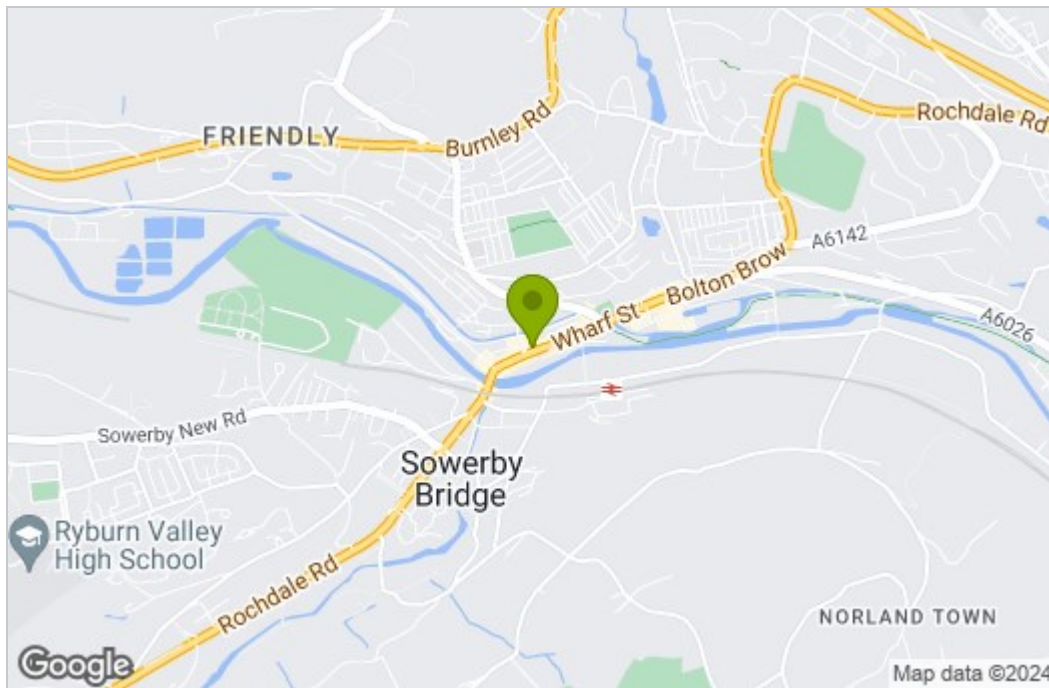 Rochdale Rd
FRIENDLY
Burnley Rd
A6142
Bolton Brow
A6026
Wharf St
Sowerby New Rd
Sowerby
Bridge
Ryburn Valley
High School
Rochdale Rd
NORLAND TOWN
Google
Map data ©2024